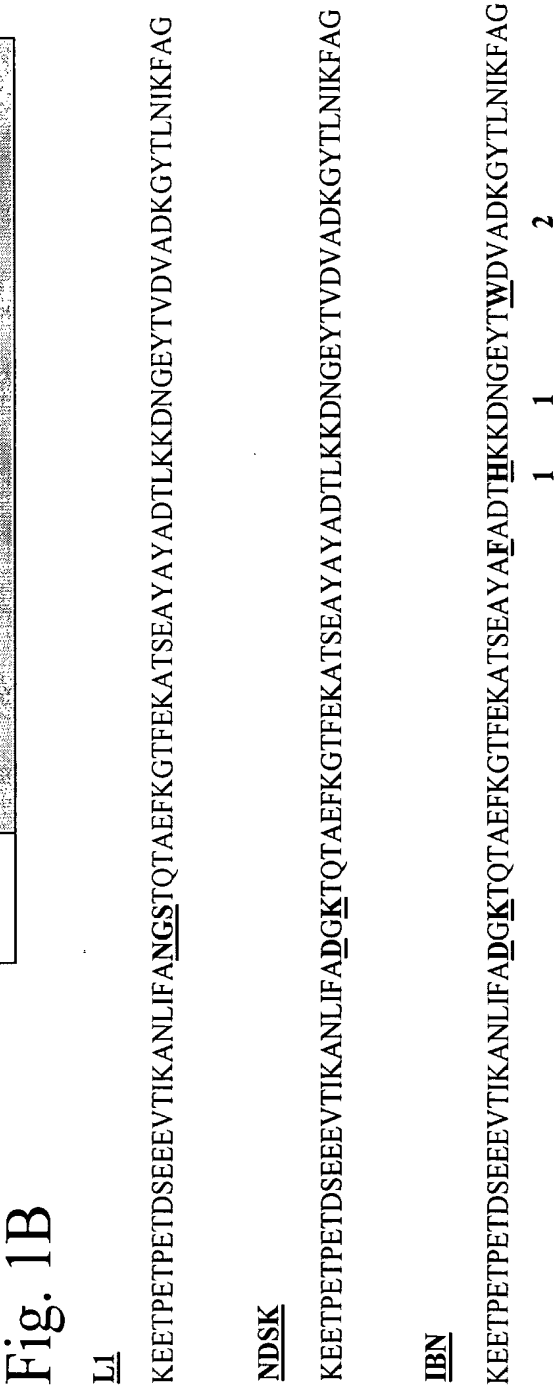 Fig. 1B
L1
KEETPETPETDSEEEVTIKANLIFANGSTQTAEFKGTFEKATSEAYAYADTLKKDNGEYTVDVADKGYTLNIKFAG
NDSK
KEETPETPETDSEEEVTIKANLIFADGKTQTAEFKGTFEKATSEAYAYADTLKKDNGEYTVDVADKGYTLNIKFAG
IBN
KEETPETPETDSEEEVTIKANLIFADGKTQTAEFKGTFEKATSEAYAFADTHKKDNGEYTWDVADKGYTLNIKFAG
1 1 2